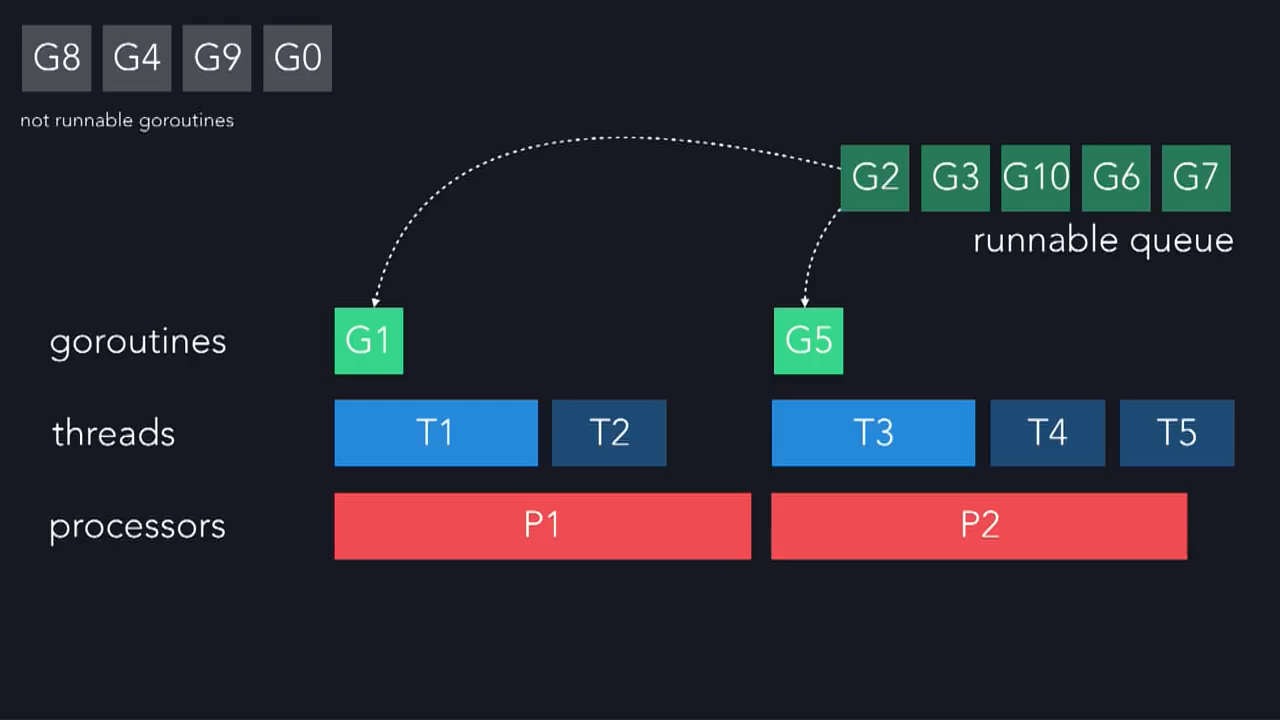 G8 G4 G9 G0
not runnable goroutines
G2 G3 G10 G6 G7
runnable queue
goroutines G1 G5
threads T1 T2 T3 T4 T5
processors P1 P2